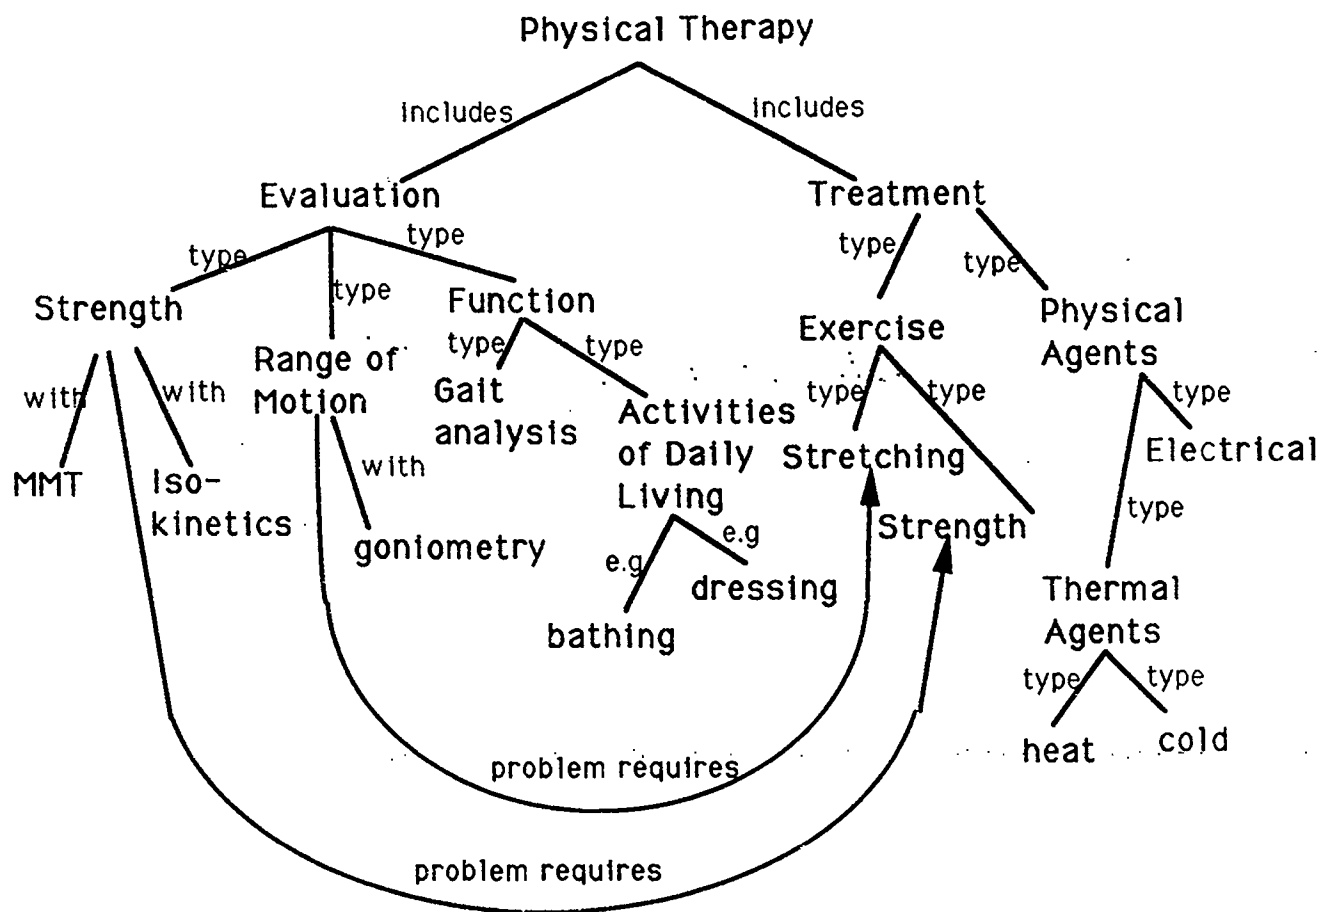 Physical Therapy
includes
includes
Evaluation
Treatment
type
type
type
type
type
Strength
Function
Exercise
Physical
Agents
with
with
Range of
Motion
type
type
type
type
type
MMT
Iso-
kinetics
with
goniometry
Gait
analysis
Activities
of Daily
Living
Stretching
Strength
Electrical
type
e.g
e.g
bathing
dressing
Thermal
Agents
type
type
heat
cold
problem requires
problem requires